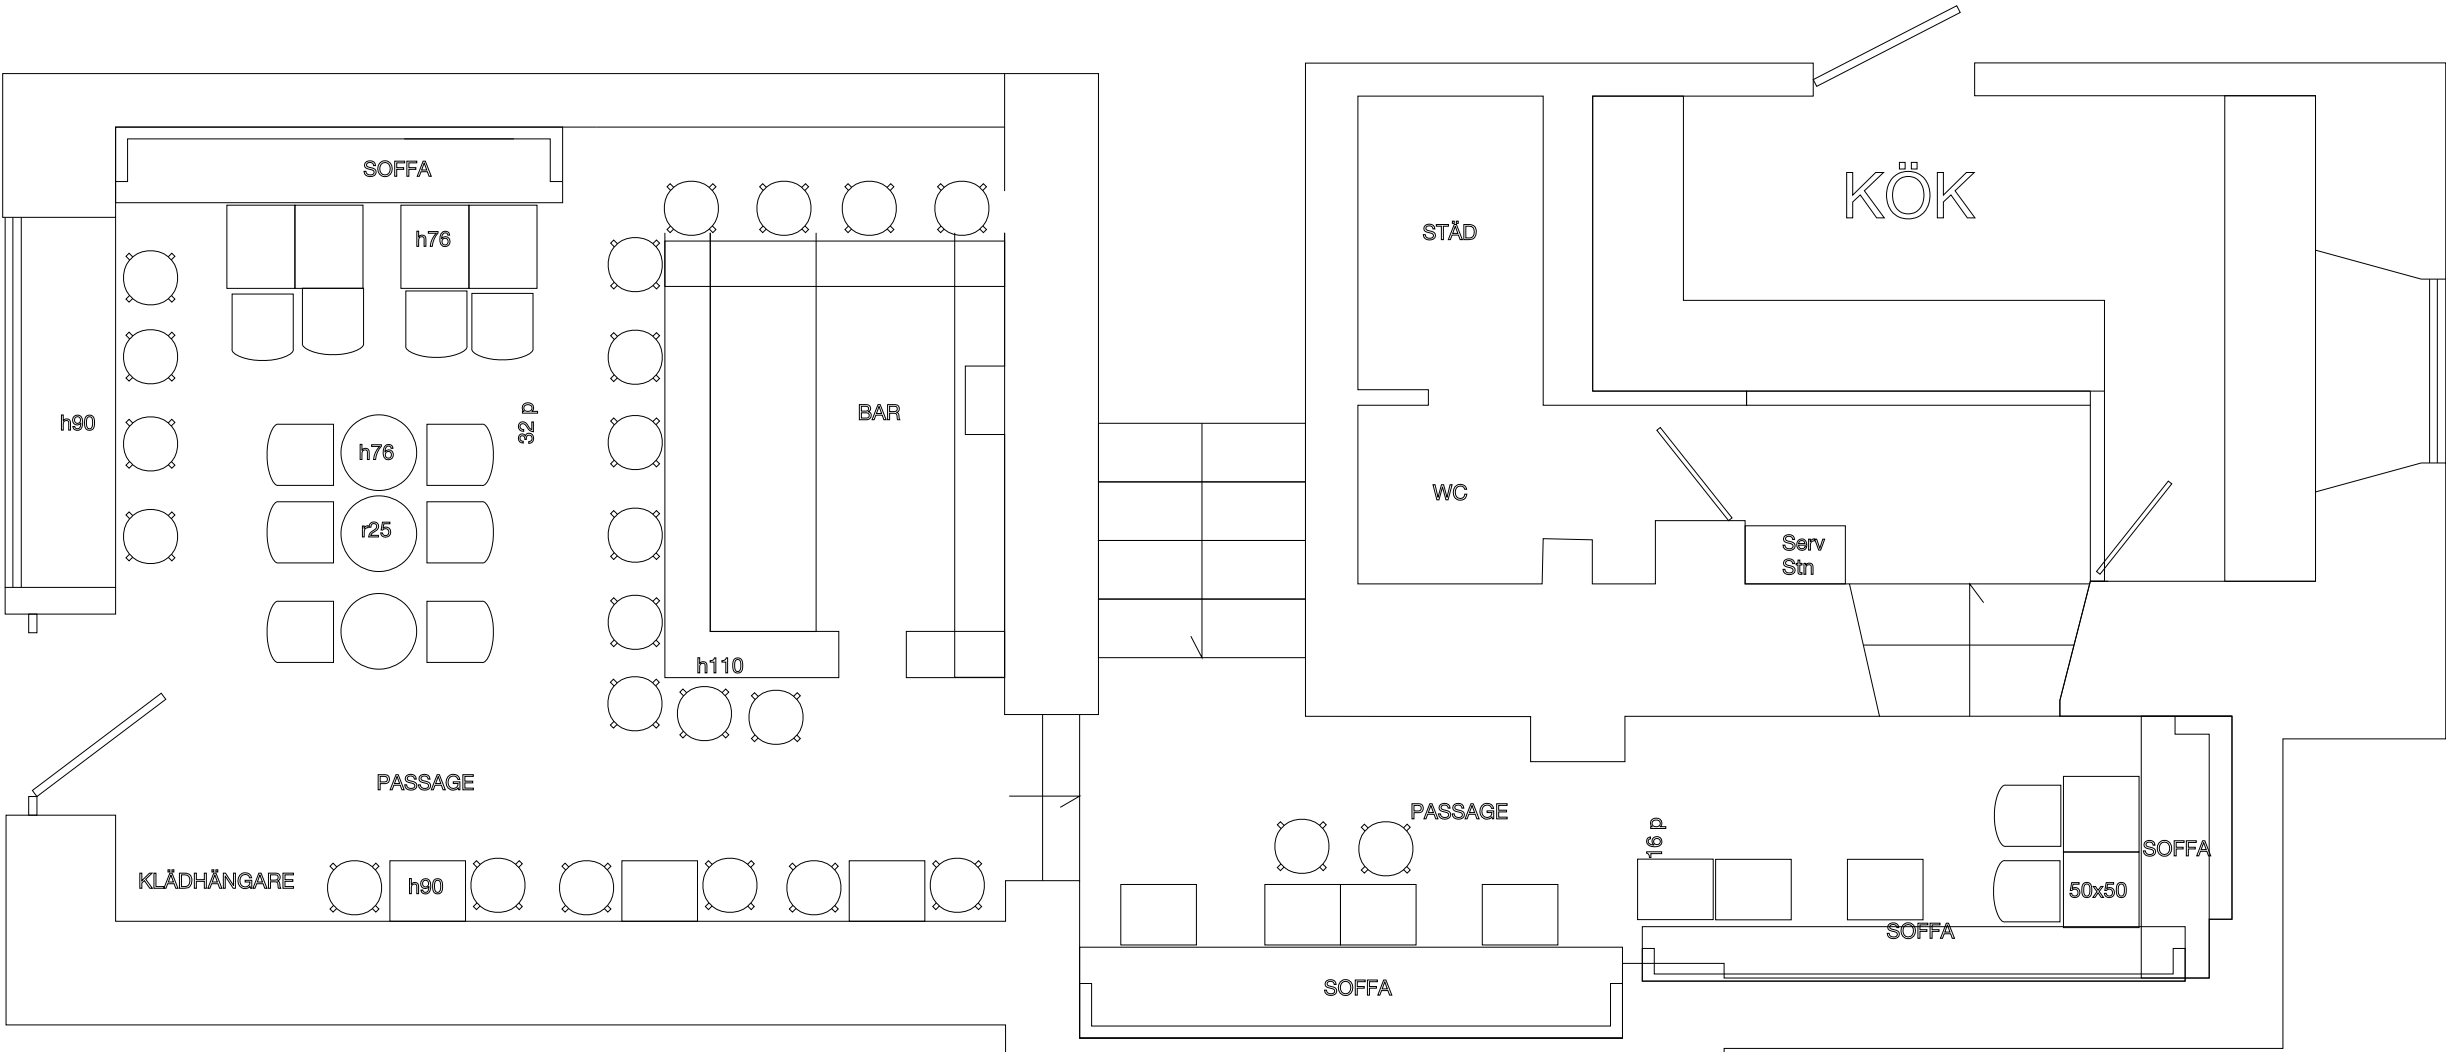 SOFFA
h76
h90
h76
r25
32 p
BAR
h110
PASSAGE
KLÄDHÄNGARE
h90
STÄD
KÖK
WC
Serv
Stn
PASSAGE
16 p
SOFFA
50x50
SOFFA
SOFFA